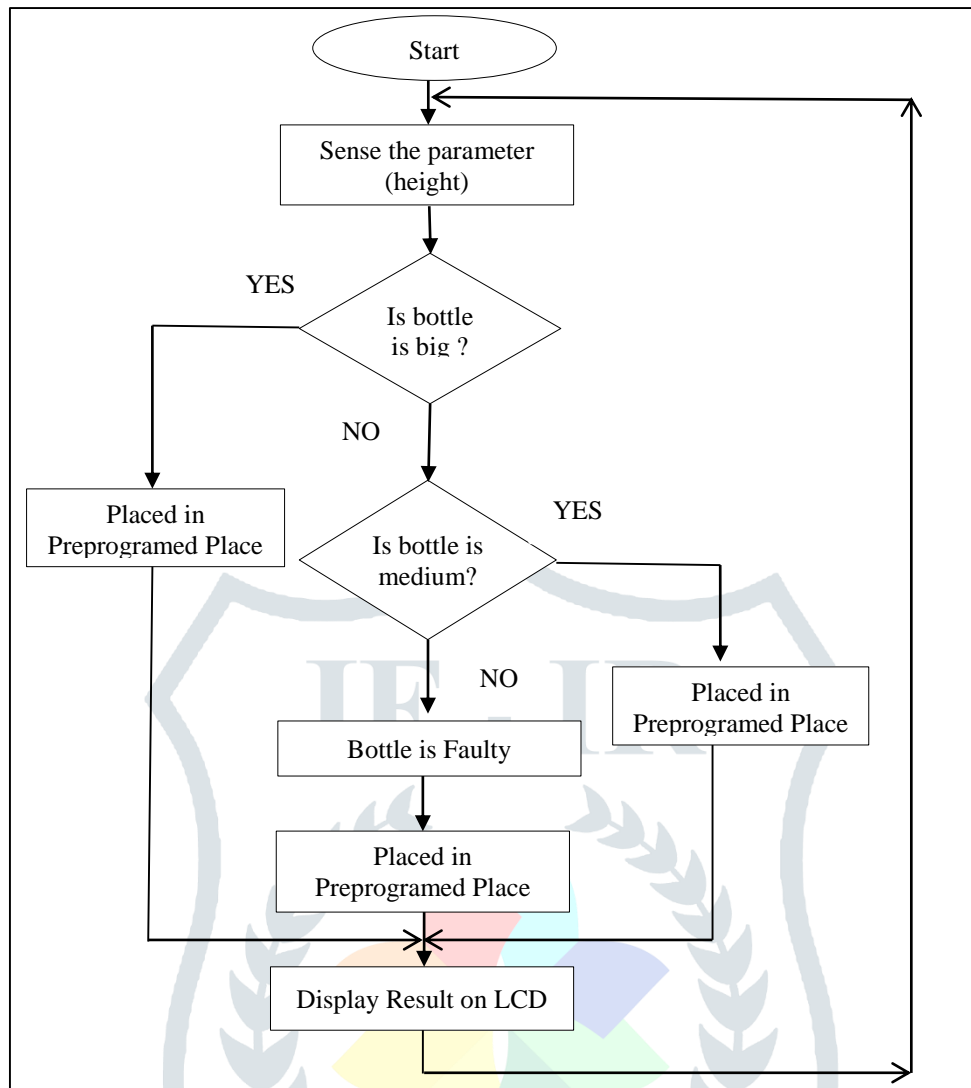 Start
Sense the parameter
(height)
YES
Is bottle
is big ?
NO
Placed in
Preprogramed Place
YES
Is bottle is
medium?
NO
Placed in
Preprogramed Place
Bottle is Faulty
Placed in
Preprogramed Place
Display Result on LCD